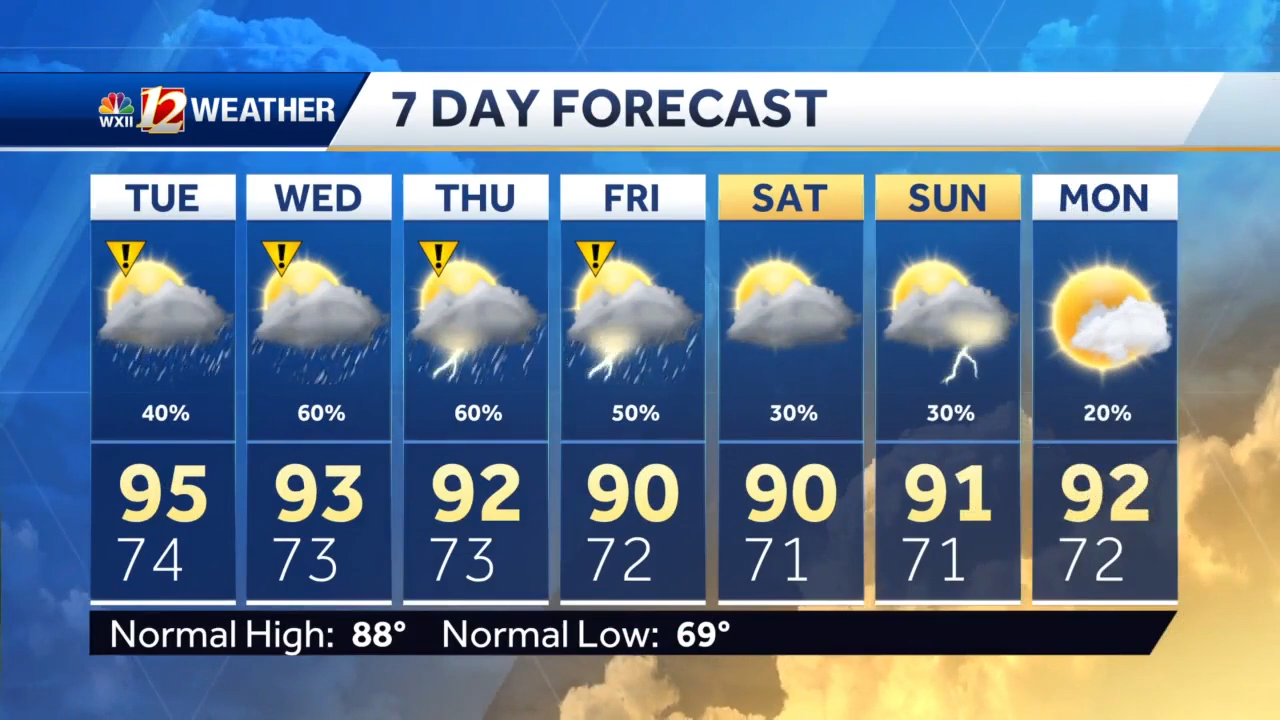 WXII 12 WEATHER
7 DAY FORECAST
TUE WED THU FRI SAT SUN MON
! ! ! !
40% 60% 60% 50% 30% 30% 20%
95 93 92 90 90 91 92
74 73 73 72 71 71 72
Normal High: 88° Normal Low: 69°